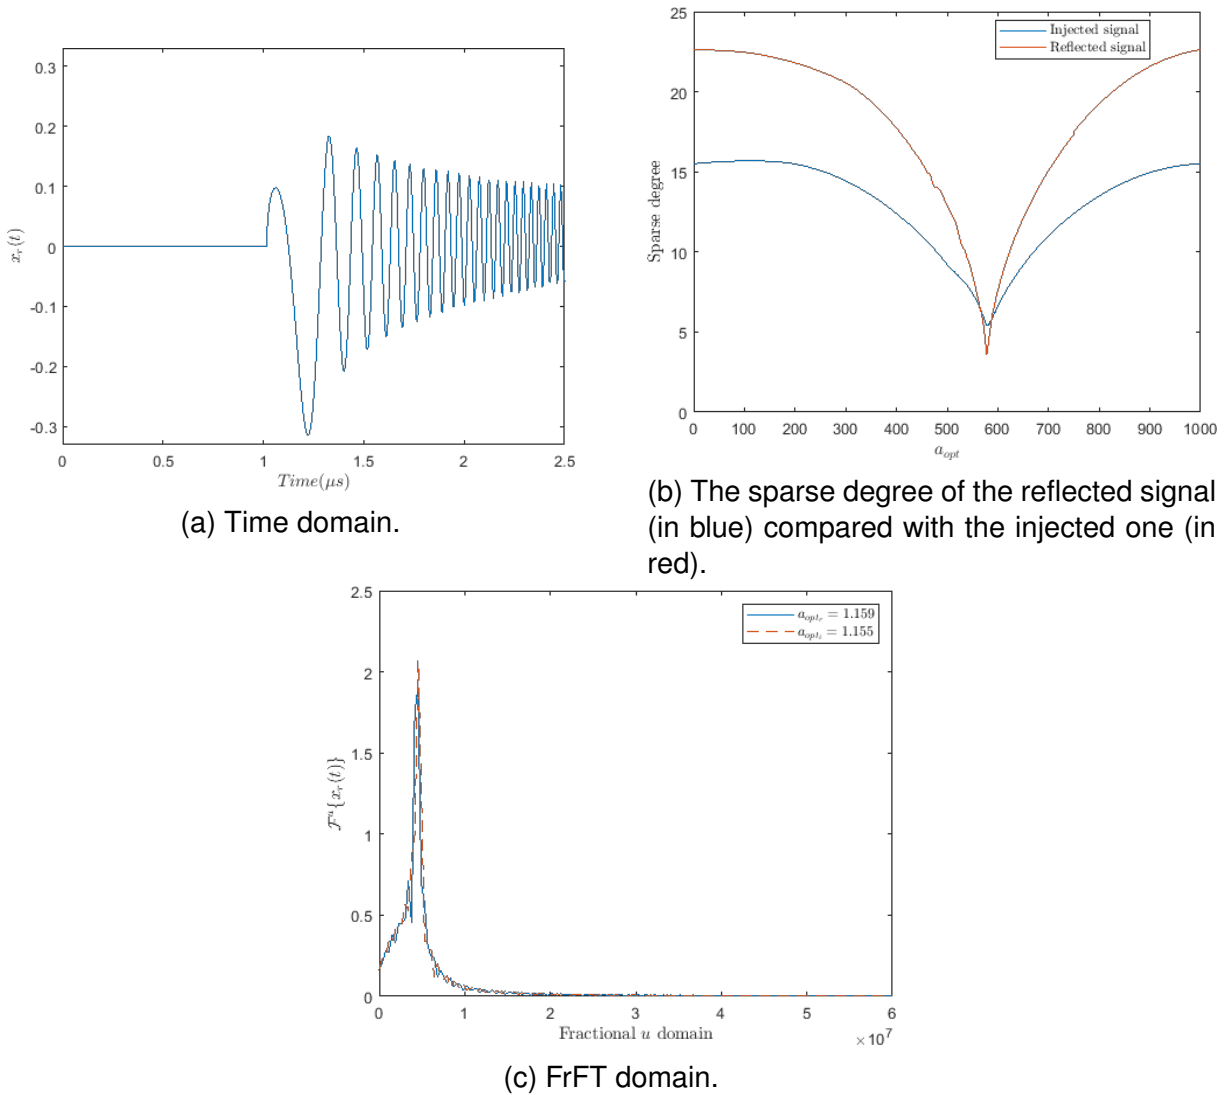 0.3
0.2
0.1
0
-0.1
-0.2
-0.3
x_r(t)
0 0.5 1 1.5 2 2.5
Time(μs)
(a) Time domain.
25
20
15
10
5
0
Sparse degree
Injected signal
Reflected signal
0 100 200 300 400 500 600 700 800 900 1000
a_opt
(b) The sparse degree of the reflected signal
(in blue) compared with the injected one (in
red).
2.5
2
1.5
1
0.5
0
F^u{x_r(t)}
a_{opt_r} = 1.159
a_{opt_i} = 1.155
0 1 2 3 4 5 6
Fractional u domain
×10^7
(c) FrFT domain.